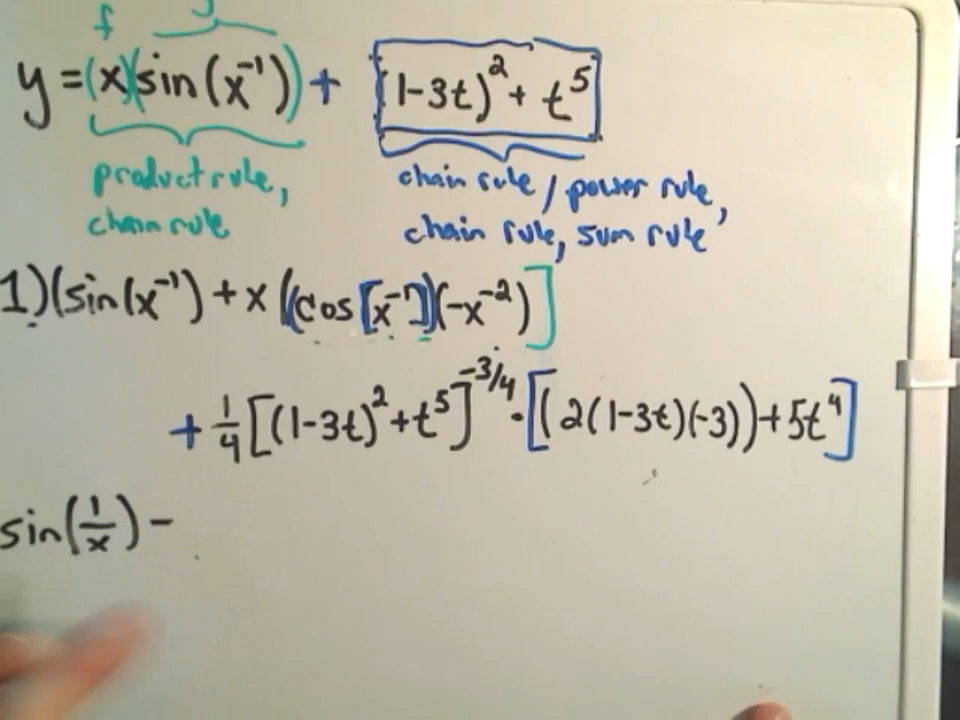 f g
y = (x)(sin(x⁻¹)) + [(1-3t)² + t⁵]
product rule, chain rule / power rule,
chain rule chain rule, sum rule
1)(sin(x⁻¹) + x((cos[x⁻¹])(-x⁻²)]
+ 1/4 [(1-3t)² + t⁵]^(-3/4) · [(2(1-3t)(-3)) + 5t⁴]
sin(1/x) -